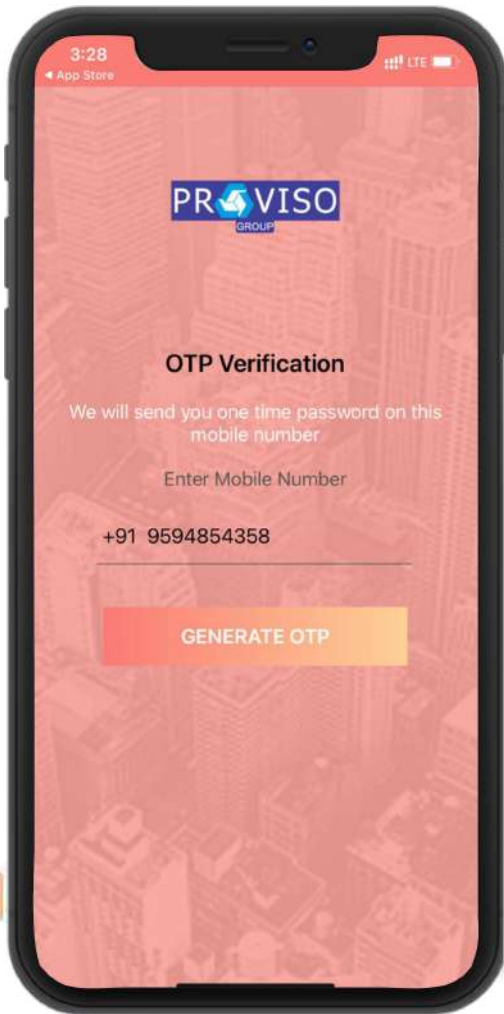 3:28
LTE
◀ App Store
PROVISO
GROUP
OTP Verification
We will send you one time password on this
mobile number
Enter Mobile Number
+91 9594854358
GENERATE OTP